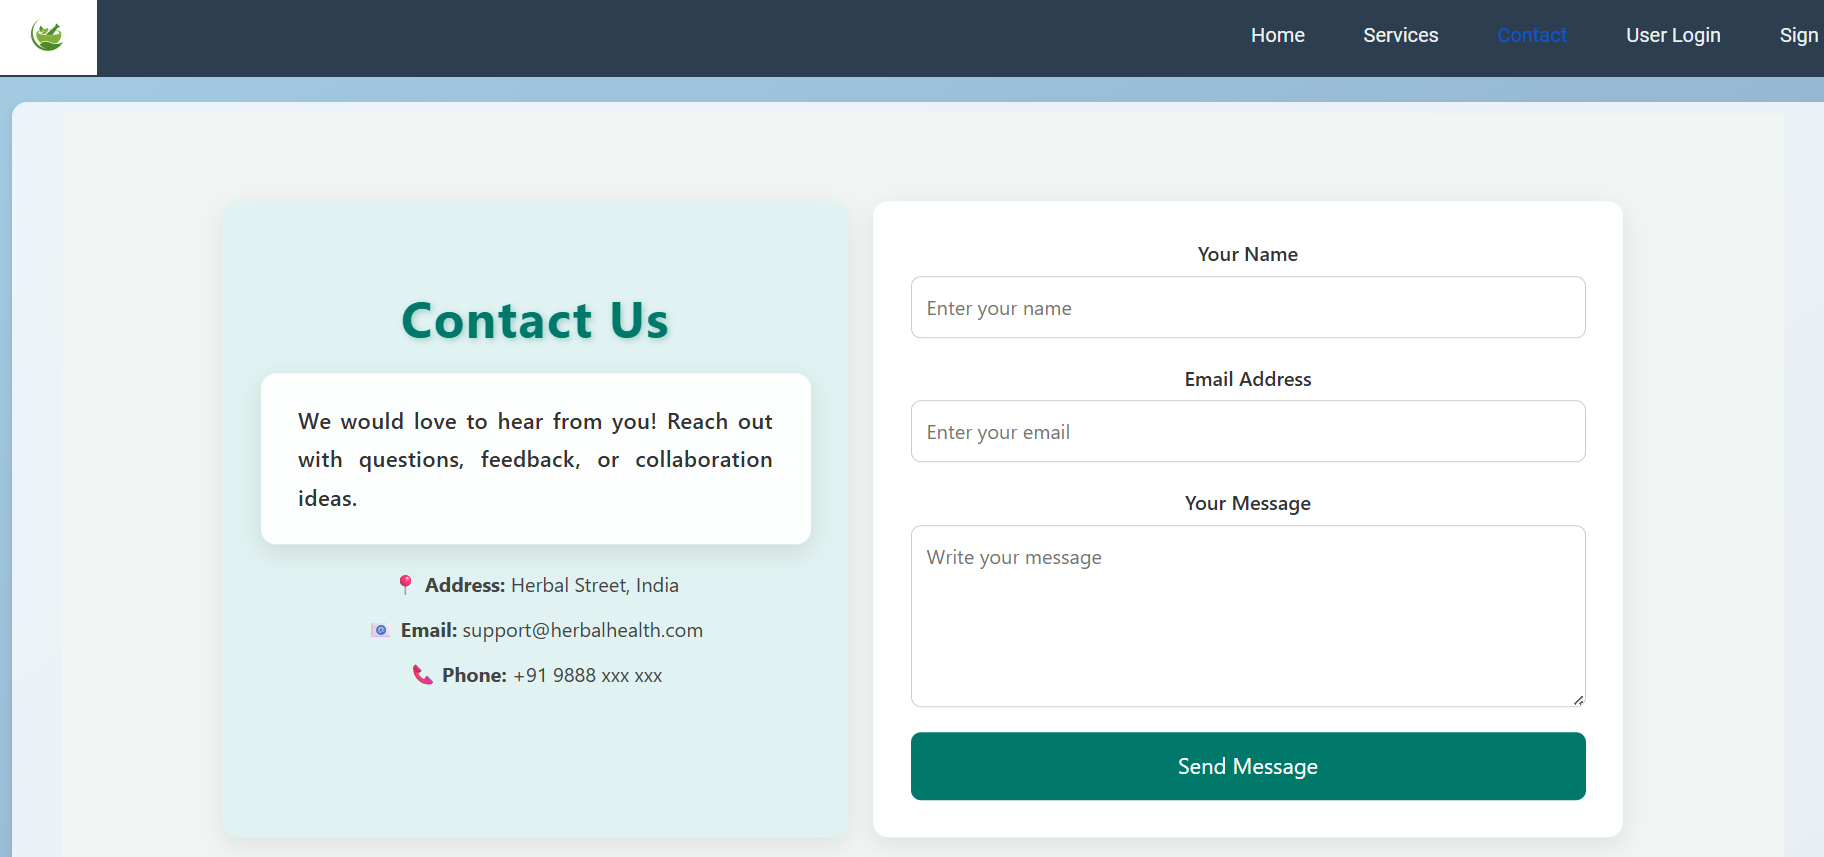 Home
Services
Contact
User Login
Sign
Contact Us
We would love to hear from you! Reach out
with questions, feedback, or collaboration
ideas.
Address: Herbal Street, India
Email: support@herbalhealth.com
Phone: +91 9888 xxx xxx
Your Name
Enter your name
Email Address
Enter your email
Your Message
Write your message
Send Message